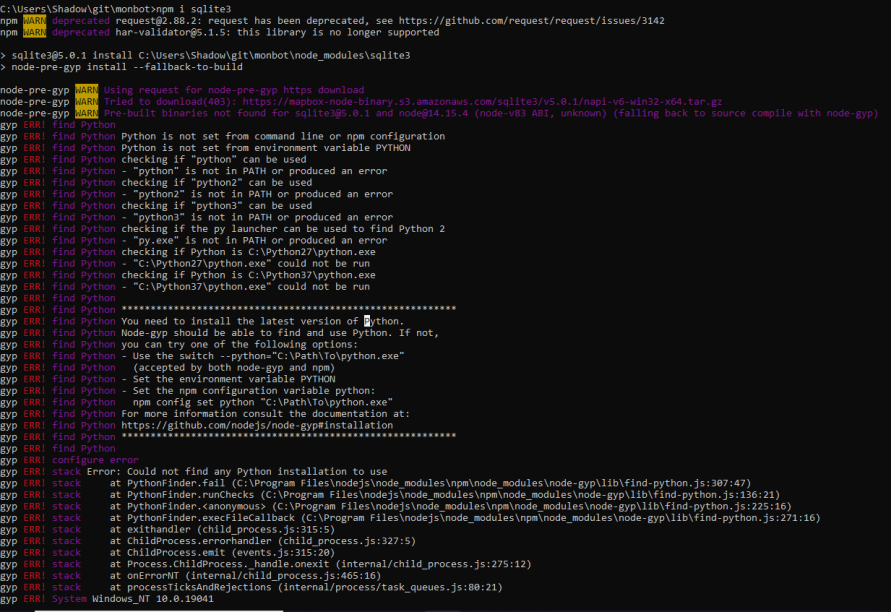 C:\Users\Shadow\git\monbot>npm i sqlite3
npm WARN deprecated request@2.88.2: request has been deprecated, see https://github.com/request/request/issues/3142
npm WARN deprecated har-validator@5.1.5: this library is no longer supported
> sqlite3@5.0.1 install C:\Users\Shadow\git\monbot\node_modules\sqlite3
> node-pre-gyp install --fallback-to-build
node-pre-gyp WARN Using request for node-pre-gyp https download
node-pre-gyp WARN Tried to download(403): https://mapbox-node-binary.s3.amazonaws.com/sqlite3/v5.0.1/napi-v6-win32-x64.tar.gz
node-pre-gyp WARN Pre-built binaries not found for sqlite3@5.0.1 and node@14.15.4 (node-v83 ABI, unknown) (falling back to source compile with node-gyp)
gyp ERR! find Python
gyp ERR! find Python Python is not set from command line or npm configuration
gyp ERR! find Python Python is not set from environment variable PYTHON
gyp ERR! find Python checking if "python" can be used
gyp ERR! find Python - "python" is not in PATH or produced an error
gyp ERR! find Python checking if "python2" can be used
gyp ERR! find Python - "python2" is not in PATH or produced an error
gyp ERR! find Python checking if "python3" can be used
gyp ERR! find Python - "python3" is not in PATH or produced an error
gyp ERR! find Python checking if the py launcher can be used to find Python 2
gyp ERR! find Python - "py.exe" is not in PATH or produced an error
gyp ERR! find Python checking if Python is C:\Python27\python.exe
gyp ERR! find Python - "C:\Python27\python.exe" could not be run
gyp ERR! find Python checking if Python is C:\Python37\python.exe
gyp ERR! find Python - "C:\Python37\python.exe" could not be run
gyp ERR! find Python
gyp ERR! find Python **********************************************************
gyp ERR! find Python You need to install the latest version of Python.
gyp ERR! find Python Node-gyp should be able to find and use Python. If not,
gyp ERR! find Python you can try one of the following options:
gyp ERR! find Python - Use the switch --python="C:\Path\To\python.exe"
gyp ERR! find Python   (accepted by both node-gyp and npm)
gyp ERR! find Python - Set the environment variable PYTHON
gyp ERR! find Python - Set the npm configuration variable python:
gyp ERR! find Python   npm config set python "C:\Path\To\python.exe"
gyp ERR! find Python For more information consult the documentation at:
gyp ERR! find Python https://github.com/nodejs/node-gyp#installation
gyp ERR! find Python **********************************************************
gyp ERR! find Python
gyp ERR! configure error
gyp ERR! stack Error: Could not find any Python installation to use
gyp ERR! stack     at PythonFinder.fail (C:\Program Files\nodejs\node_modules\npm\node_modules\node-gyp\lib\find-python.js:307:47)
gyp ERR! stack     at PythonFinder.runChecks (C:\Program Files\nodejs\node_modules\npm\node_modules\node-gyp\lib\find-python.js:136:21)
gyp ERR! stack     at PythonFinder.<anonymous> (C:\Program Files\nodejs\node_modules\npm\node_modules\node-gyp\lib\find-python.js:225:16)
gyp ERR! stack     at PythonFinder.execFileCallback (C:\Program Files\nodejs\node_modules\npm\node_modules\node-gyp\lib\find-python.js:271:16)
gyp ERR! stack     at exithandler (child_process.js:315:5)
gyp ERR! stack     at ChildProcess.errorhandler (child_process.js:327:5)
gyp ERR! stack     at ChildProcess.emit (events.js:315:20)
gyp ERR! stack     at Process.ChildProcess._handle.onexit (internal/child_process.js:275:12)
gyp ERR! stack     at onErrorNT (internal/child_process.js:465:16)
gyp ERR! stack     at processTicksAndRejections (internal/process/task_queues.js:80:21)
gyp ERR! System Windows_NT 10.0.19041